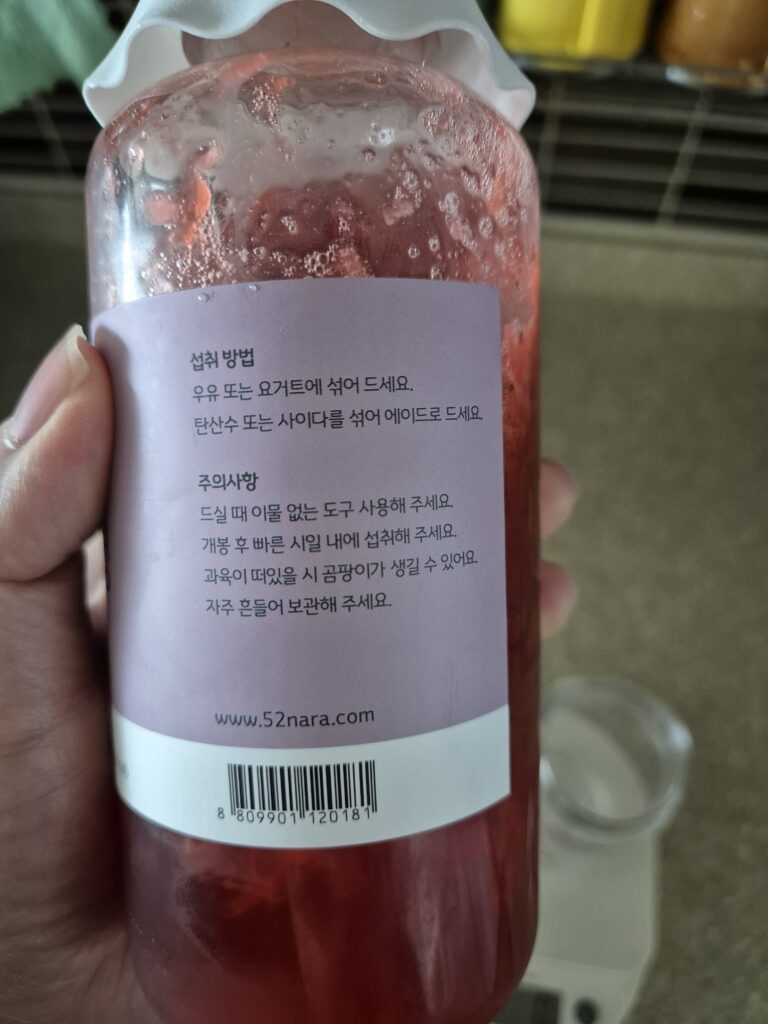 섭취 방법
우유 또는 요거트에 섞어 드세요.
탄산수 또는 사이다를 섞어 에이드로 드세요.
주의사항
드실 때 이물 없는 도구 사용해 주세요.
개봉 후 빠른 시일 내에 섭취해 주세요.
과육이 떠있을 시 곰팡이가 생길 수 있어요.
자주 흔들어 보관해 주세요.
www.52nara.com
8 809901 120181